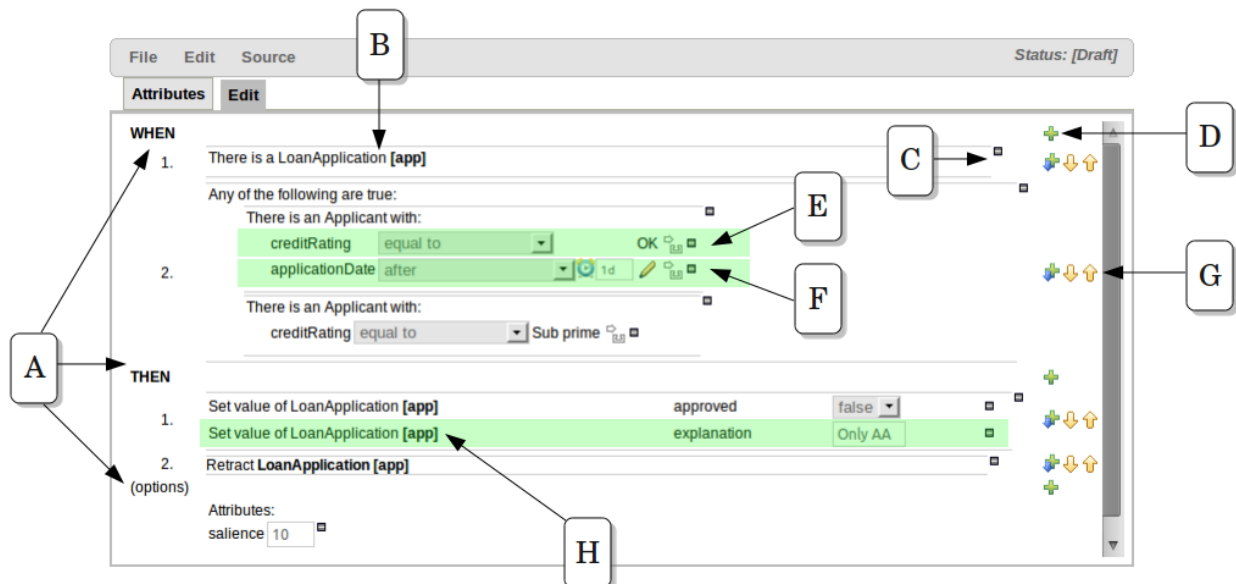 B
File Edit Source Status: [Draft]
Attributes Edit
WHEN
D
1. There is a LoanApplication [app]
C
Any of the following are true:
E
There is an Applicant with:
creditRating equal to OK
2. applicationDate after 1d
G
F
There is an Applicant with:
creditRating equal to Sub prime
A
THEN
1. Set value of LoanApplication [app] approved false
Set value of LoanApplication [app] explanation Only AA
2. Retract LoanApplication [app]
(options)
Attributes:
salience 10
H